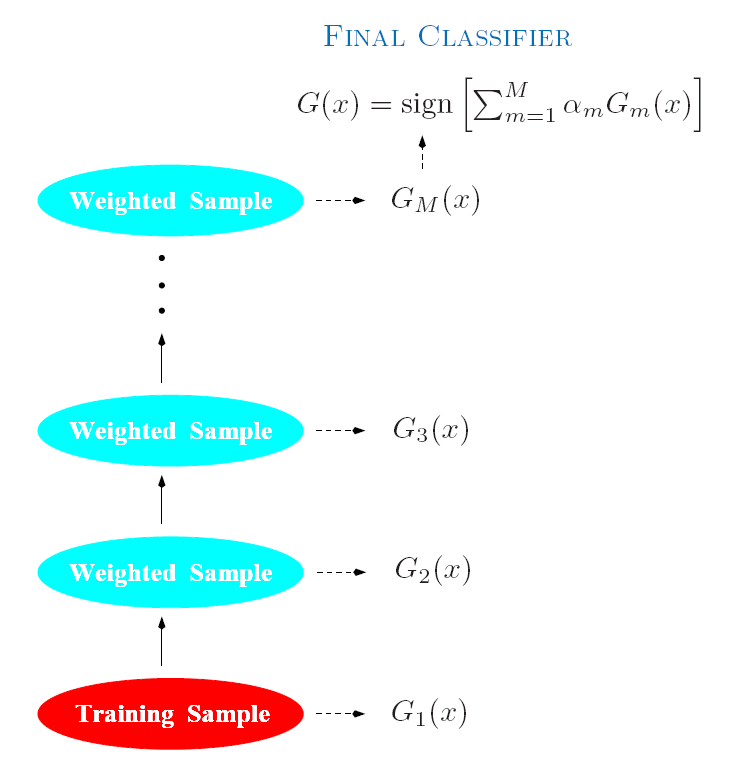 FINAL CLASSIFIER
G(x) = sign [∑_{m=1}^{M} α_m G_m(x)]
Weighted Sample
G_M(x)
Weighted Sample
G_3(x)
Weighted Sample
G_2(x)
Training Sample
G_1(x)